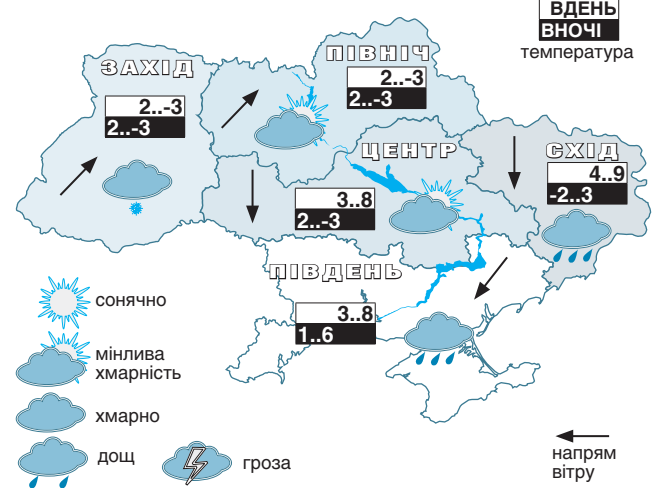 ВДЕНЬ
ВНОЧІ
температура
ПІВНІЧ
2..-3
2..-3
ЗАХІД
2..-3
2..-3
ЦЕНТР
3..8
2..-3
СХІД
4..9
-2..3
ПІВДЕНЬ
3..8
1..6
сонячно
мінлива
хмарність
хмарно
дощ
гроза
напрям
вітру